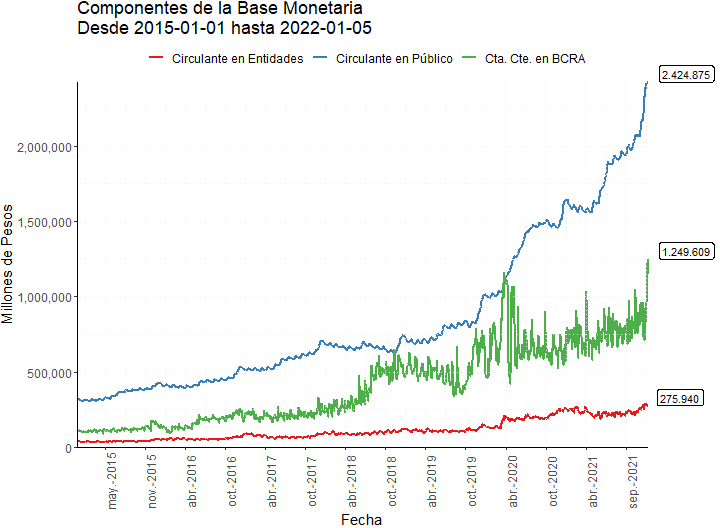 Componentes de la Base Monetaria
Desde 2015-01-01 hasta 2022-01-05
Circulante en Entidades Circulante en Público Cta. Cte. en BCRA
Millones de Pesos
2,000,000
1,500,000
1,000,000
500,000
0
2.424.875
1.249.609
275.940
may.-2015
nov.-2015
abr.-2016
oct.-2016
mar.-2017
oct.-2017
abr.-2018
oct.-2018
abr.-2019
oct.-2019
abr.-2020
oct.-2020
abr.-2021
sep.-2021
Fecha